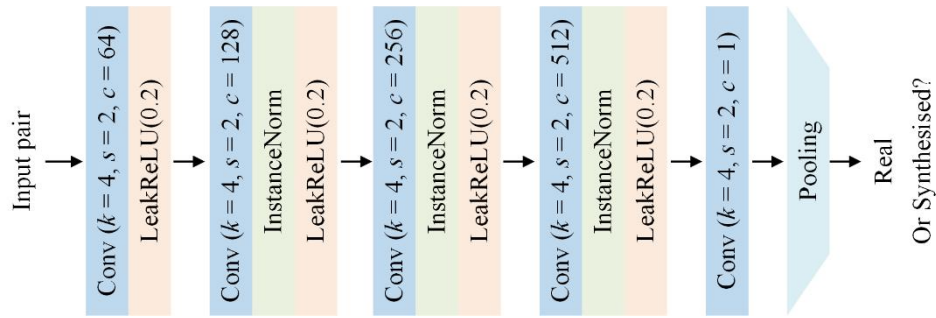 Input pair
Conv (k = 4, s = 2, c = 64)
LeakReLU(0.2)
Conv (k = 4, s = 2, c = 128)
InstanceNorm
LeakReLU(0.2)
Conv (k = 4, s = 2, c = 256)
InstanceNorm
LeakReLU(0.2)
Conv (k = 4, s = 2, c = 512)
InstanceNorm
LeakReLU(0.2)
Conv (k = 4, s = 2, c = 1)
Pooling
Real
Or Synthesised?